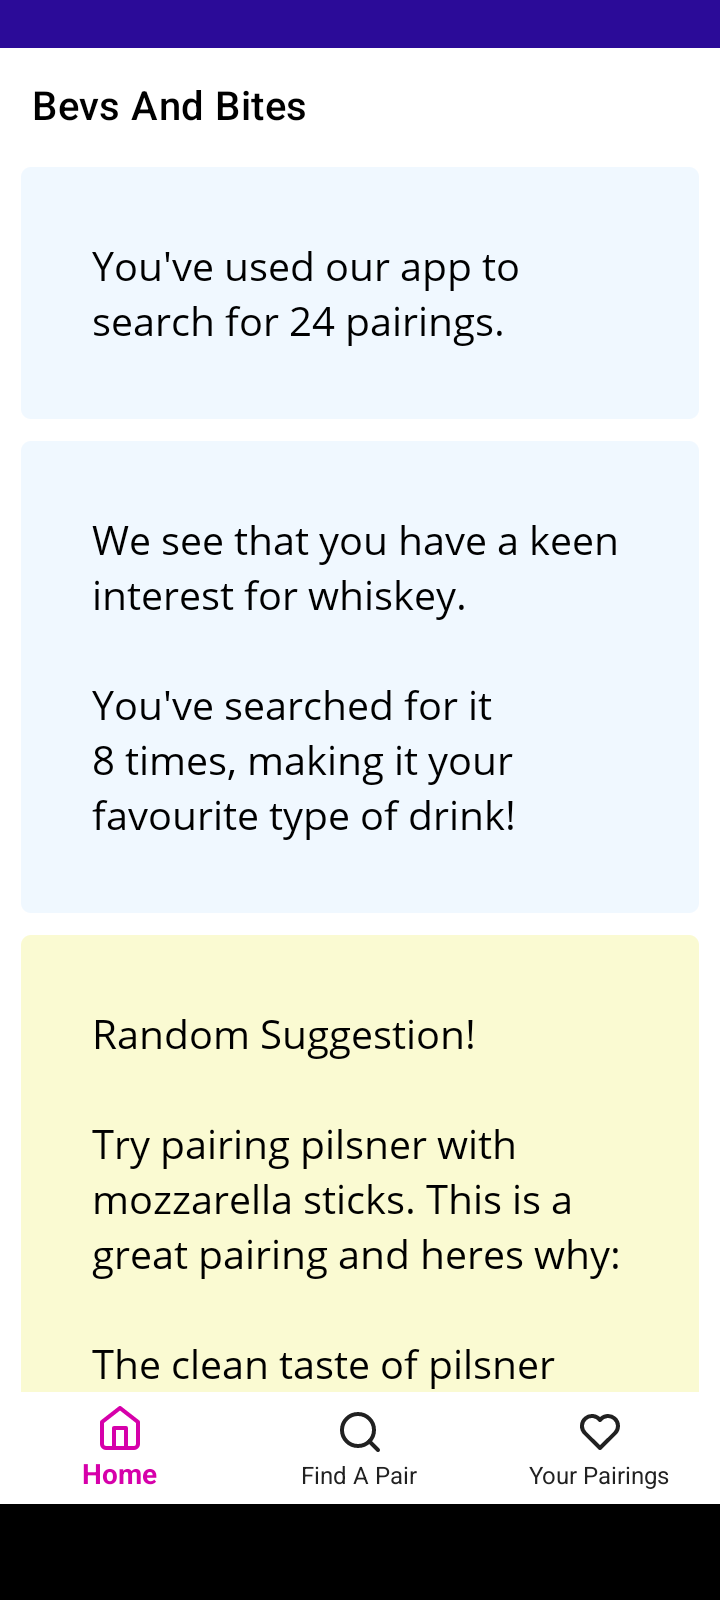 Bevs And Bites
You've used our app to
search for 24 pairings.
We see that you have a keen
interest for whiskey.
You've searched for it
8 times, making it your
favourite type of drink!
Random Suggestion!
Try pairing pilsner with
mozzarella sticks. This is a
great pairing and heres why:
The clean taste of pilsner
Home
Find A Pair
Your Pairings